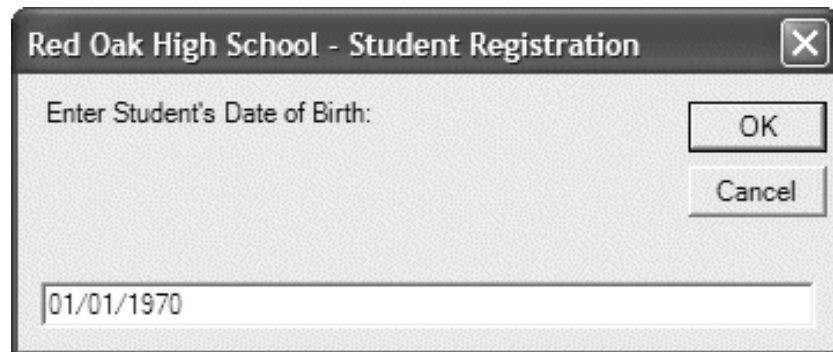 Red Oak High School - Student Registration
Enter Student's Date of Birth:
OK
Cancel
01/01/1970